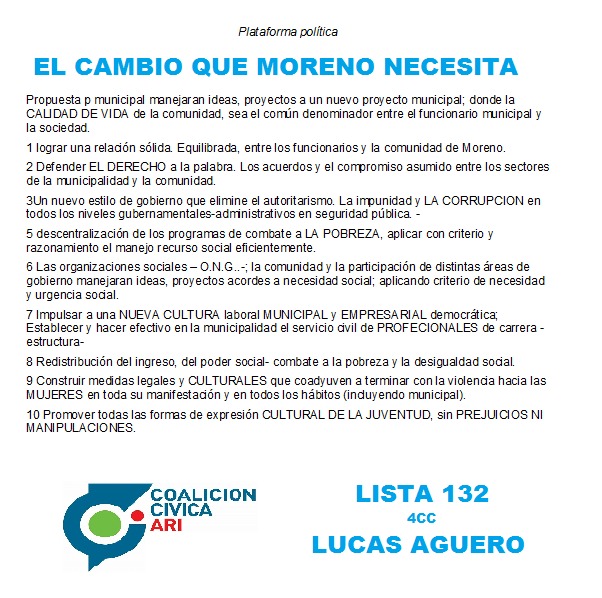 Plataforma política
EL CAMBIO QUE MORENO NECESITA
Propuesta p municipal manejaran ideas, proyectos a un nuevo proyecto municipal; donde la
CALIDAD DE VIDA de la comunidad, sea el común denominador entre el funcionario municipal y
la sociedad.
1 lograr una relación sólida. Equilibrada, entre los funcionarios y la comunidad de Moreno.
2 Defender EL DERECHO a la palabra. Los acuerdos y el compromiso asumido entre los sectores
de la municipalidad y la comunidad.
3Un nuevo estilo de gobierno que elimine el autoritarismo. La impunidad y LA CORRUPCION en
todos los niveles gubernamentales-administrativos en seguridad pública. -
5 descentralización de los programas de combate a LA POBREZA, aplicar con criterio y
razonamiento el manejo recurso social eficientemente.
6 Las organizaciones sociales – O.N.G..-; la comunidad y la participación de distintas áreas de
gobierno manejaran ideas, proyectos acordes a necesidad social; aplicando criterio de necesidad
y urgencia social.
7 Impulsar a una NUEVA CULTURA laboral MUNICIPAL y EMPRESARIAL democrática;
Establecer y hacer efectivo en la municipalidad el servicio civil de PROFECIONALES de carrera -
estructura-
8 Redistribución del ingreso, del poder social- combate a la pobreza y la desigualdad social.
9 Construir medidas legales y CULTURALES que coadyuven a terminar con la violencia hacia las
MUJERES en toda su manifestación y en todos los hábitos (incluyendo municipal).
10 Promover todas las formas de expresión CULTURAL DE LA JUVENTUD, sin PREJUICIOS NI
MANIPULACIONES.
COALICION
CIVICA
ARI
LISTA 132
4CC
LUCAS AGUERO